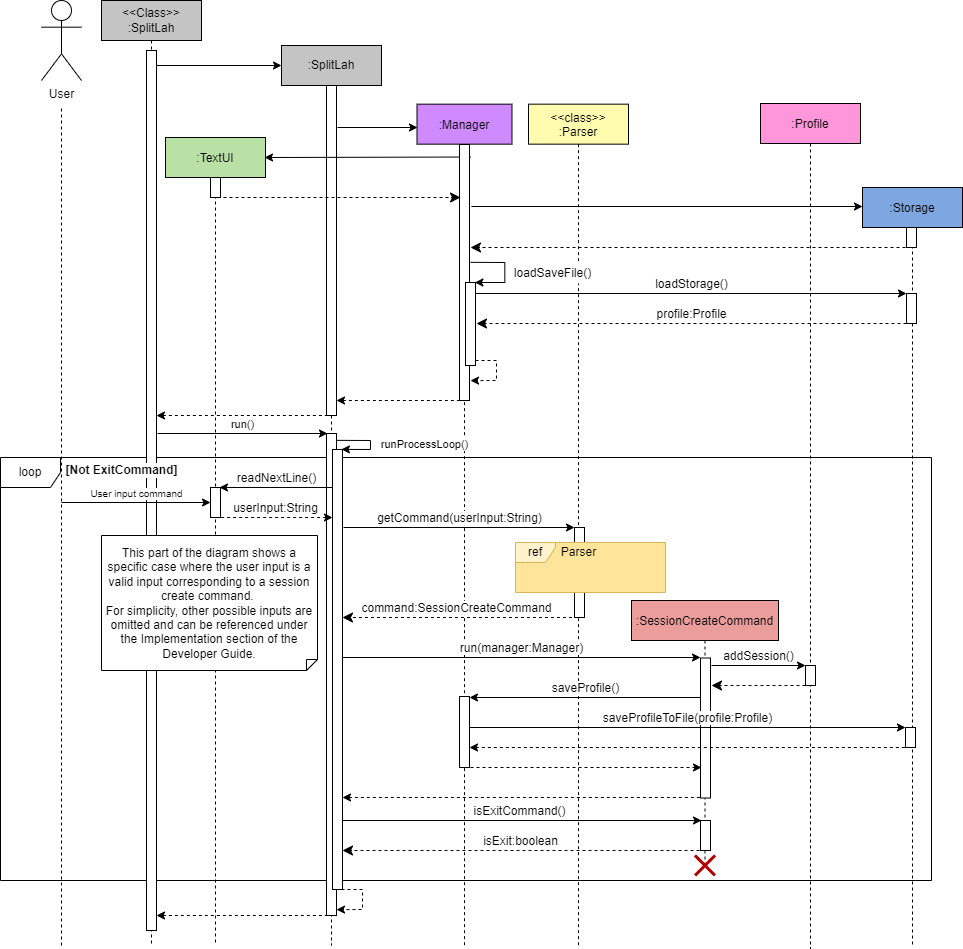 <<Class>>
:SplitLah
User
:SplitLah
:Manager
<<class>>
:Parser
:Profile
:TextUI
:Storage
loadSaveFile()
loadStorage()
profile:Profile
run()
runProcessLoop()
loop
[Not ExitCommand]
readNextLine()
User input command
userInput:String
getCommand(userInput:String)
This part of the diagram shows a
specific case where the user input is a
valid input corresponding to a session
create command.
For simplicity, other possible inputs are
omitted and can be referenced under
the Implementation section of the
Developer Guide.
ref
Parser
command:SessionCreateCommand
:SessionCreateCommand
run(manager:Manager)
addSession()
saveProfile()
saveProfileToFile(profile:Profile)
isExitCommand()
isExit:boolean